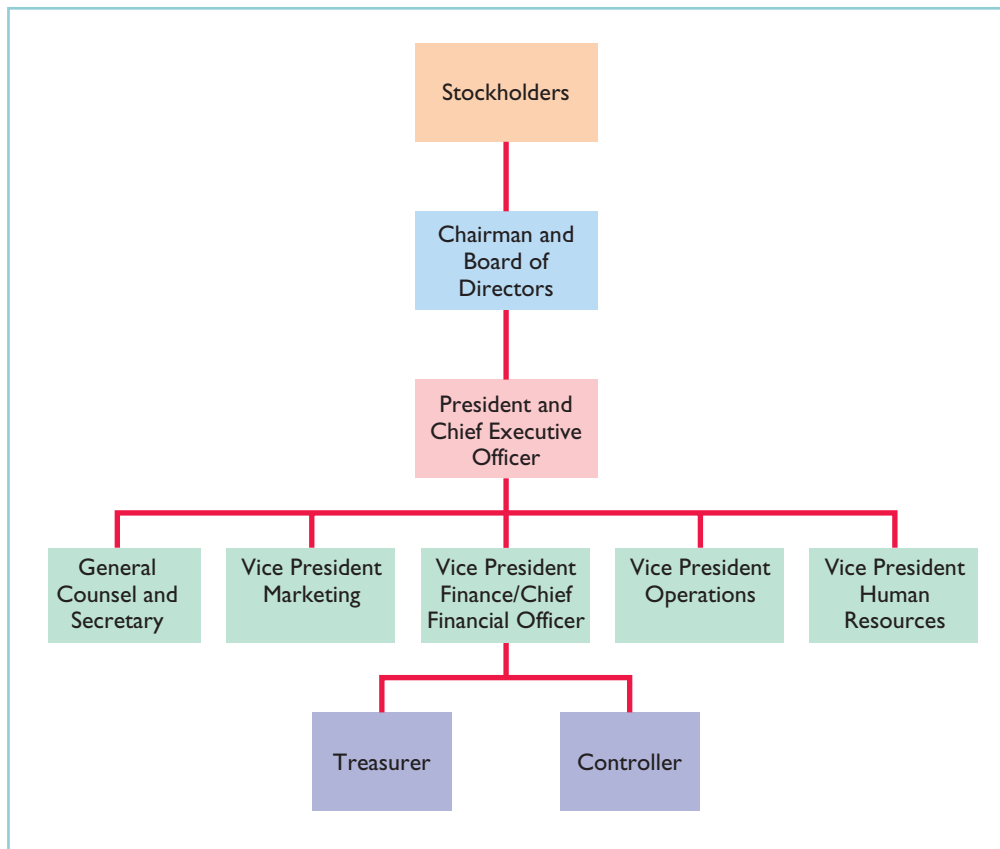 Stockholders
Chairman and
Board of
Directors
President and
Chief Executive
Officer
General
Counsel and
Secretary
Vice President
Marketing
Vice President
Finance/Chief
Financial Officer
Vice President
Operations
Vice President
Human
Resources
Treasurer
Controller